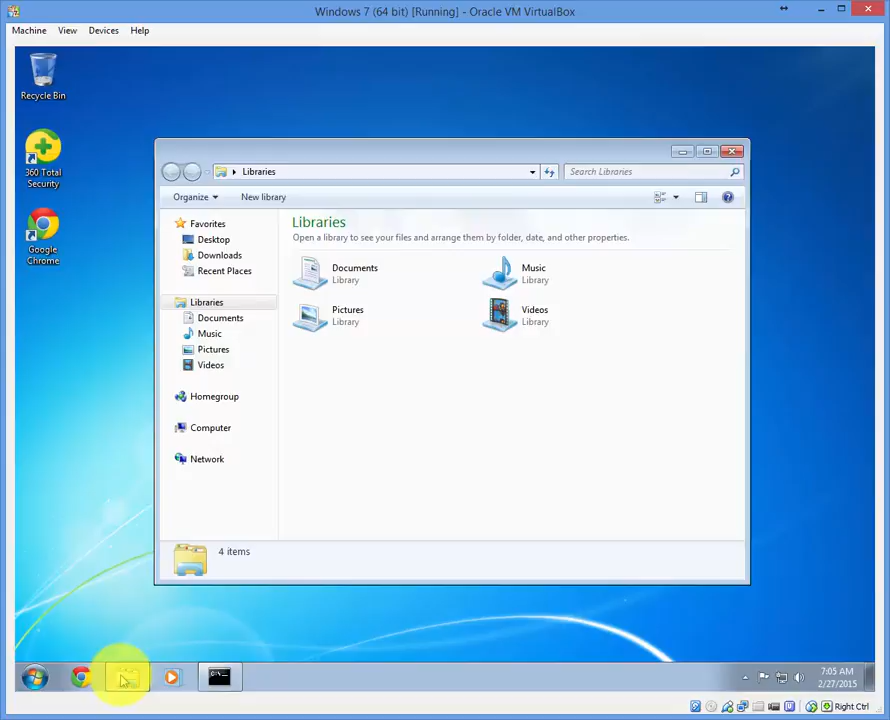 Windows 7 (64 bit) [Running] - Oracle VM VirtualBox
Machine View Devices Help
Recycle Bin
360 Total
Security
Google
Chrome
Libraries
Search Libraries
Organize
New library
Favorites
Desktop
Downloads
Recent Places
Libraries
Documents
Music
Pictures
Videos
Homegroup
Computer
Network
Libraries
Open a library to see your files and arrange them by folder, date, and other properties.
Documents
Library
Music
Library
Pictures
Library
Videos
Library
4 items
C:\_
7:05 AM
2/27/2015
Right Ctrl